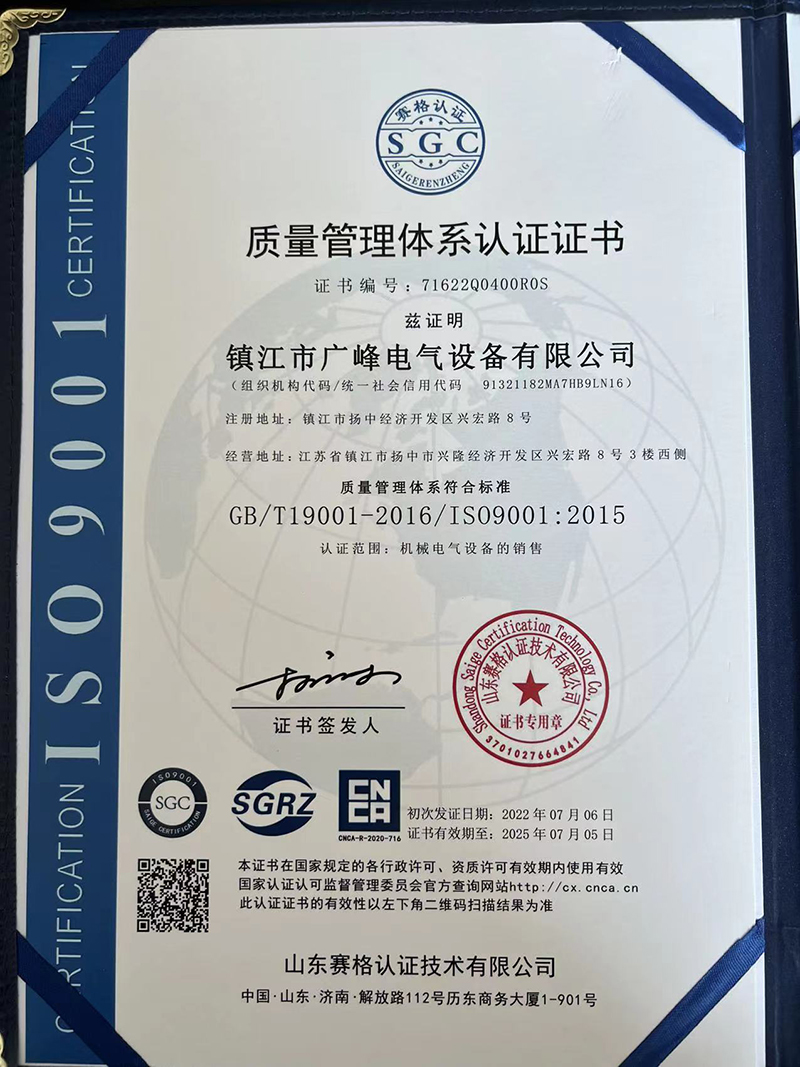 CERTIFICATION ISO 9001 CERTIFICATION
赛格认证
SGC
SAIGERENZHENG
质量管理体系认证证书
证书编号：71622Q0400R0S
兹证明
镇江市广峰电气设备有限公司
（组织机构代码/统一社会信用代码 91321182MA7HB9LN16）
注册地址：镇江市扬中经济开发区兴宏路8号
经营地址：江苏省镇江市扬中市兴隆经济开发区兴宏路8号3楼西侧
质量管理体系符合标准
GB/T19001-2016/ISO9001:2015
认证范围：机械电气设备的销售
证书签发人
Shandong Saige Certification Technology Co., Ltd
山东赛格认证技术有限公司
证书专用章
3701027664841
ISO9001
SGC
SAIGE CERTIFICATION
SGRZ
CNCA
CNCA-R-2020-716
初次发证日期：2022年07月06日
证书有效期至：2025年07月05日
本证书在国家规定的各行政许可、资质许可有效期内使用有效
国家认证认可监督管理委员会官方查询网站http://cx.cnca.cn
此认证证书的有效性以左下角二维码扫描结果为准
山东赛格认证技术有限公司
中国·山东·济南·解放路112号历东商务大厦1-901号